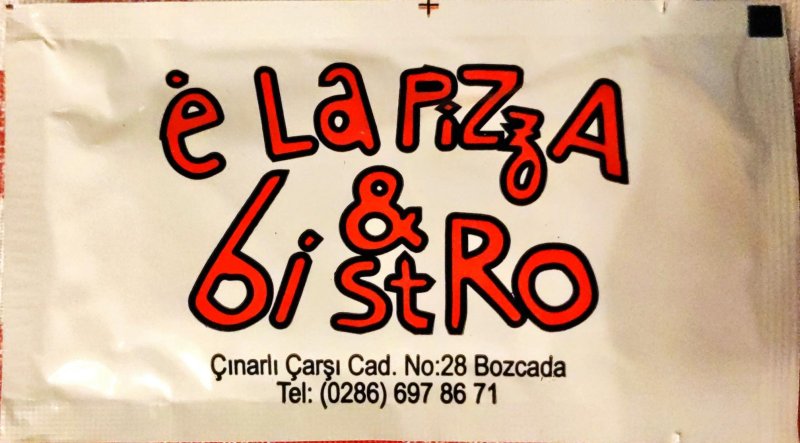 è La PiZzA
&
bistRo
Çınarlı Çarşı Cad. No:28 Bozcada
Tel: (0286) 697 86 71